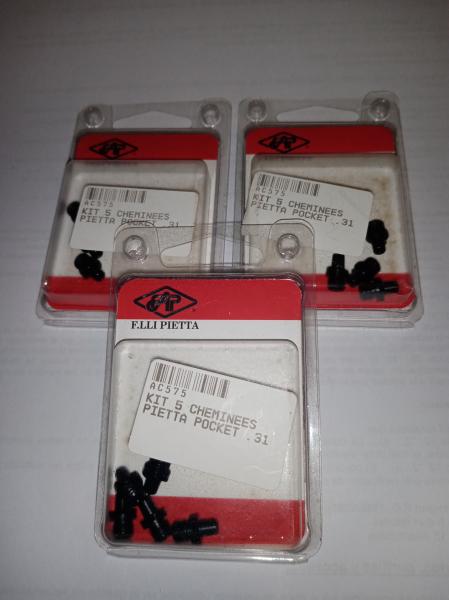 AC575
KIT 5 CHEMINEES
PIETTA POCKET .31
AC575
KIT 5 CHEMINEES
PIETTA POCKET .31
F.LLI PIETTA
AC575
KIT 5 CHEMINEES
PIETTA POCKET .31